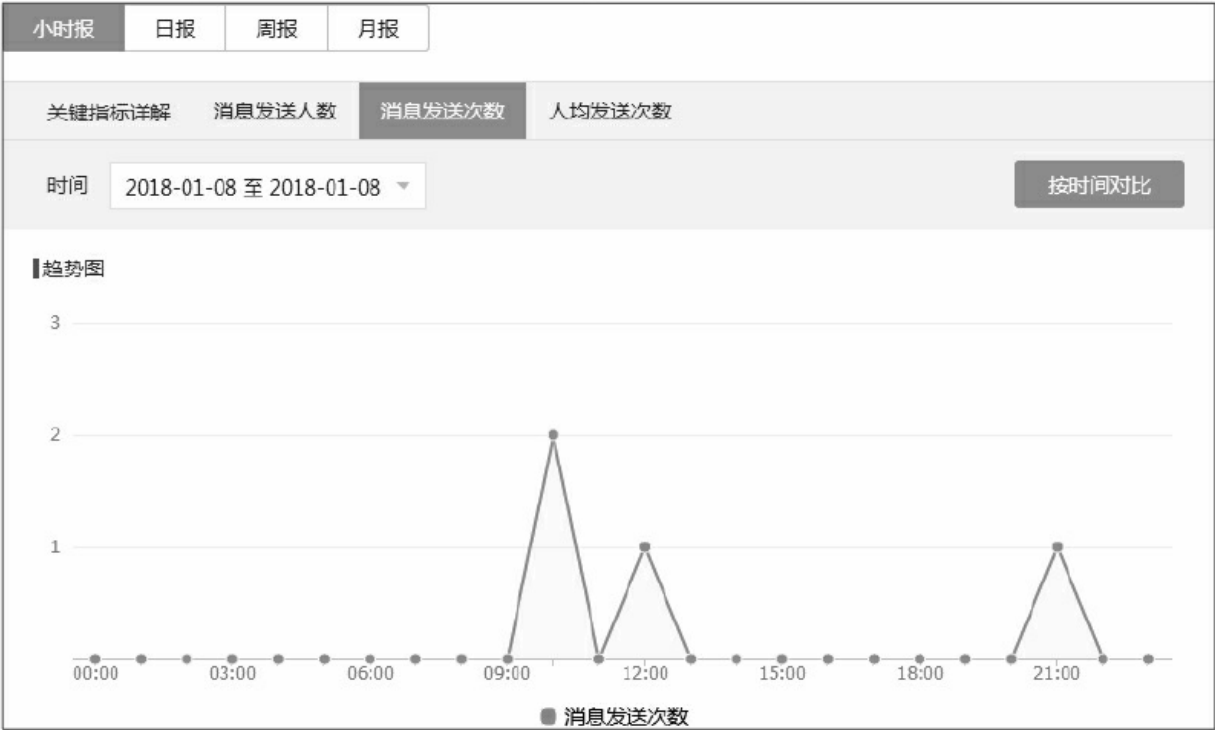 小时报 日报 周报 月报
关键指标详解 消息发送人数 消息发送次数 人均发送次数
时间 2018-01-08 至 2018-01-08 按时间对比
趋势图
3
2
1
00:00 03:00 06:00 09:00 12:00 15:00 18:00 21:00
消息发送次数